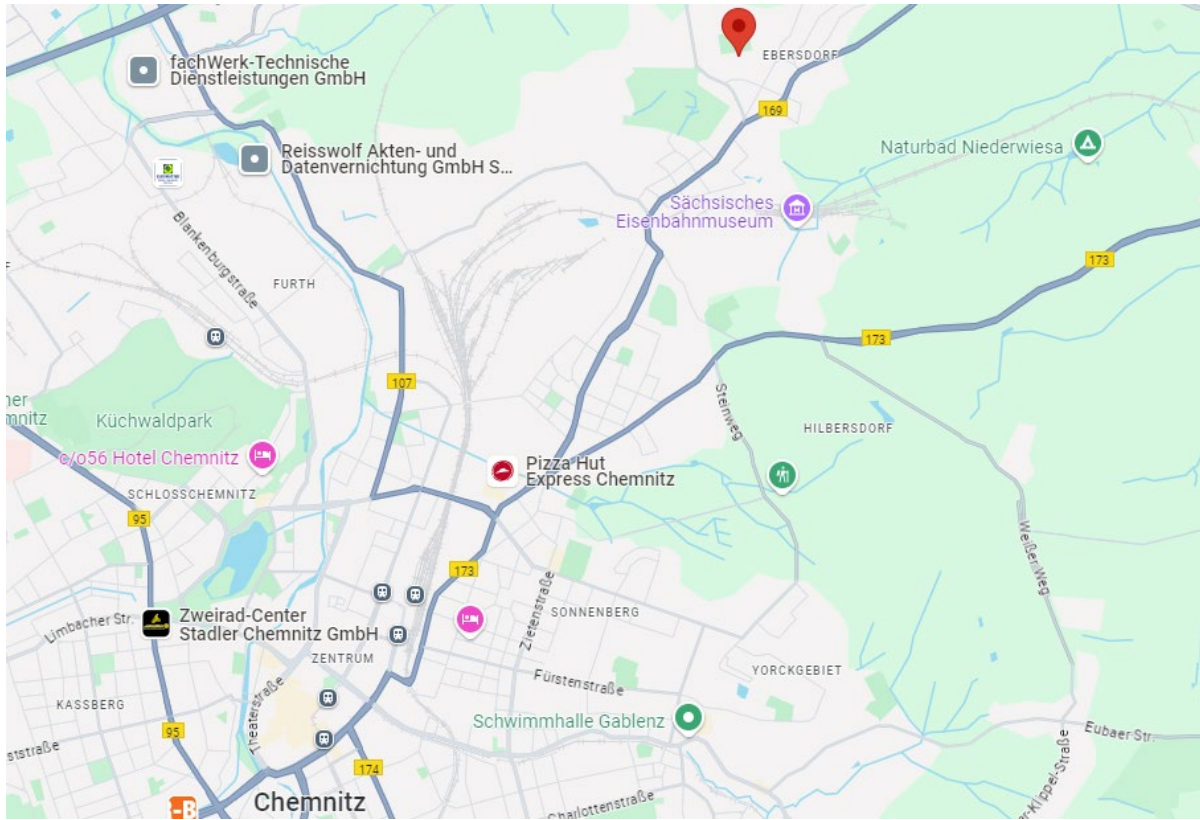 fachWerk-Technische
Dienstleistungen GmbH
EBERSDORF
169
Reisswolf Akten- und
Datenvernichtung GmbH S...
Naturbad Niederwiesa
Sächsisches
Eisenbahnmuseum
Blankenburgstraße
173
FURTH
173
107
Küchwaldpark
Steinweg
HILBERSDORF
c/o56 Hotel Chemnitz
Pizza Hut
Express Chemnitz
SCHLOSSCHEMNITZ
95
Weißer Weg
173
Zietenstraße
SONNENBERG
Limbacher Str.
Zweirad-Center
Stadler Chemnitz GmbH
ZENTRUM
Fürstenstraße
YORCKGEBIET
KASSBERG
Theaterstraße
Schwimmhalle Gablenz
95
Eubaer Str.
174
Chemnitz
Charlottenstraße
-B